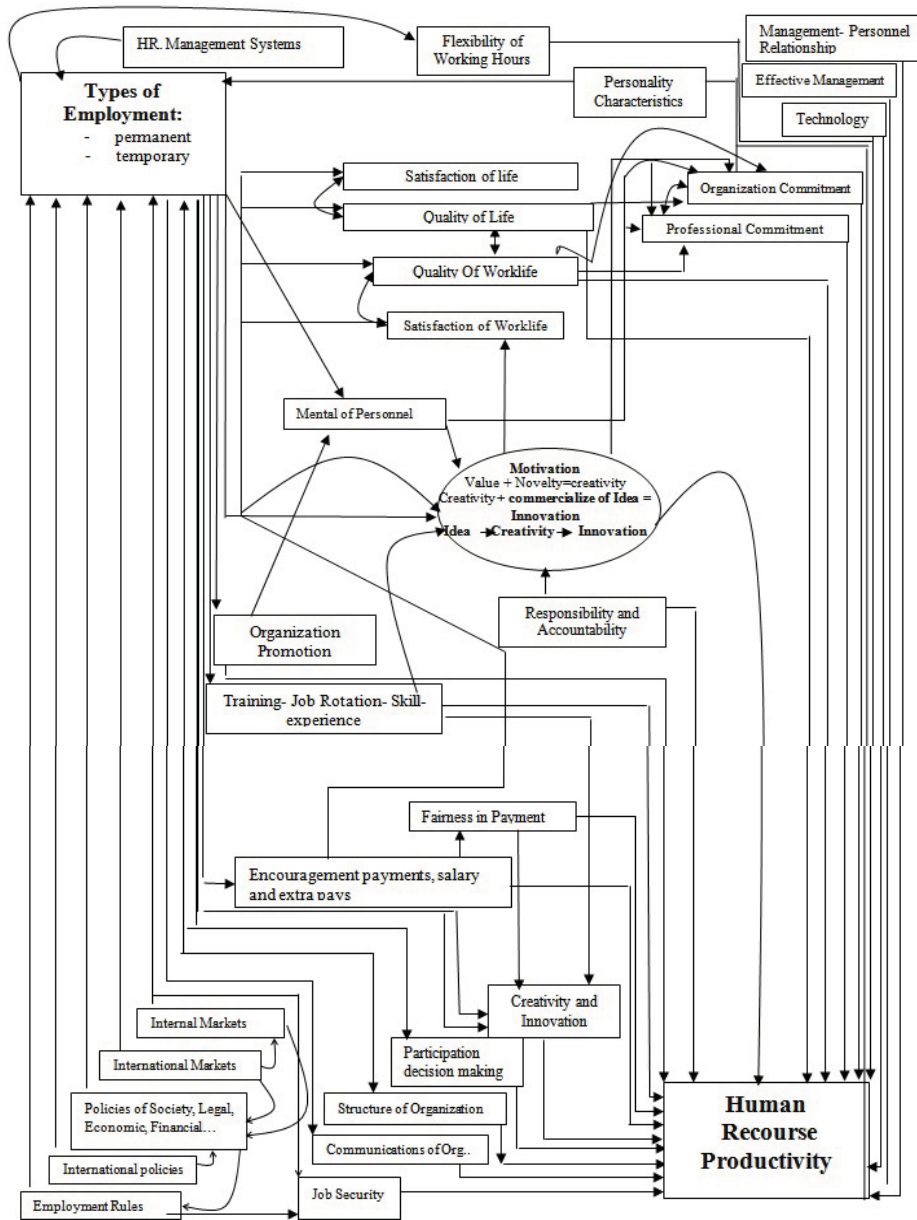 HR. Management Systems
Flexibility of
Working Hours
Management- Personnel
Relationship
Effective Management
Technology
Types of
Employment:
- permanent
- temporary
Personality
Characteristics
Satisfaction of life
Organization Commitment
Quality of Life
Professional Commitment
Quality Of Worklife
Satisfaction of Worklife
Mental of Personnel
Motivation
Value + Novelty=creativity
Creativity+ commercialize of Idea =
Innovation
Idea Creativity Innovation
Responsibility and
Accountability
Organization
Promotion
Training- Job Rotation- Skill-
experience
Fairness in Payment
Encouragement payments, salary
and extra pays
Creativity and
Innovation
Internal Markets
International Markets
Participation
decision making
Policies of Society, Legal,
Economic, Financial...
Structure of Organization
Human
Recourse
Productivity
International policies
Communications of Org..
Employment Rules
Job Security